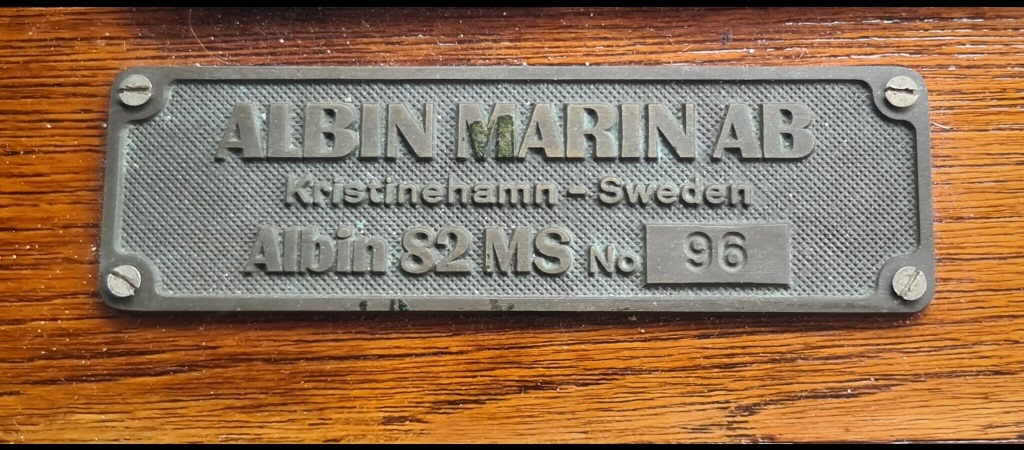 ALBIN MARIN AB
Kristinehamn - Sweden
Albin 82 MS No 96